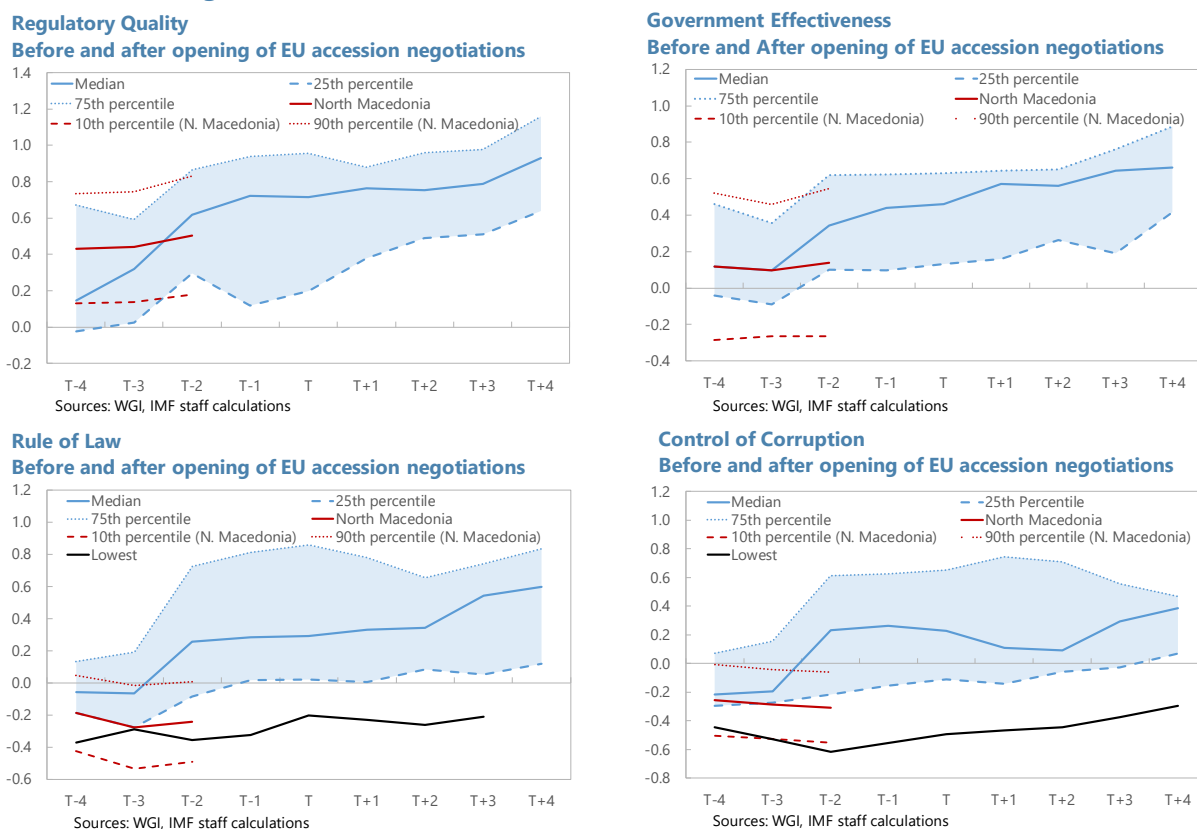 Regulatory Quality
Before and after opening of EU accession negotiations
1.4
1.2
1.0
0.8
0.6
0.4
0.2
0.0
-0.2
Median
25th percentile
75th percentile
North Macedonia
10th percentile (N. Macedonia)
90th percentile (N. Macedonia)
T-4 T-3 T-2 T-1 T T+1 T+2 T+3 T+4
Sources: WGI, IMF staff calculations
Government Effectiveness
Before and After opening of EU accession negotiations
1.2
1.0
0.8
0.6
0.4
0.2
0.0
-0.2
-0.4
Median
25th percentile
75th percentile
North Macedonia
10th percentile (N. Macedonia)
90th percentile (N. Macedonia)
T-4 T-3 T-2 T-1 T T+1 T+2 T+3 T+4
Sources: WGI, IMF staff calculations
Rule of Law
Before and after opening of EU accession negotiations
1.2
1.0
0.8
0.6
0.4
0.2
0.0
-0.2
-0.4
-0.6
Median
25th percentile
75th percentile
North Macedonia
10th percentile (N. Macedonia)
90th percentile (N. Macedonia)
Lowest
T-4 T-3 T-2 T-1 T T+1 T+2 T+3 T+4
Sources: WGI, IMF staff calculations
Control of Corruption
Before and after opening of EU accession negotiations
1.2
1.0
0.8
0.6
0.4
0.2
0.0
-0.2
-0.4
-0.6
-0.8
Median
25th Percentile
75th percentile
North Macedonia
10th percentile (N. Macedonia)
90th percentile (N. Macedonia)
Lowest
T-4 T-3 T-2 T-1 T T+1 T+2 T+3 T+4
Sources: WGI, IMF staff calculations